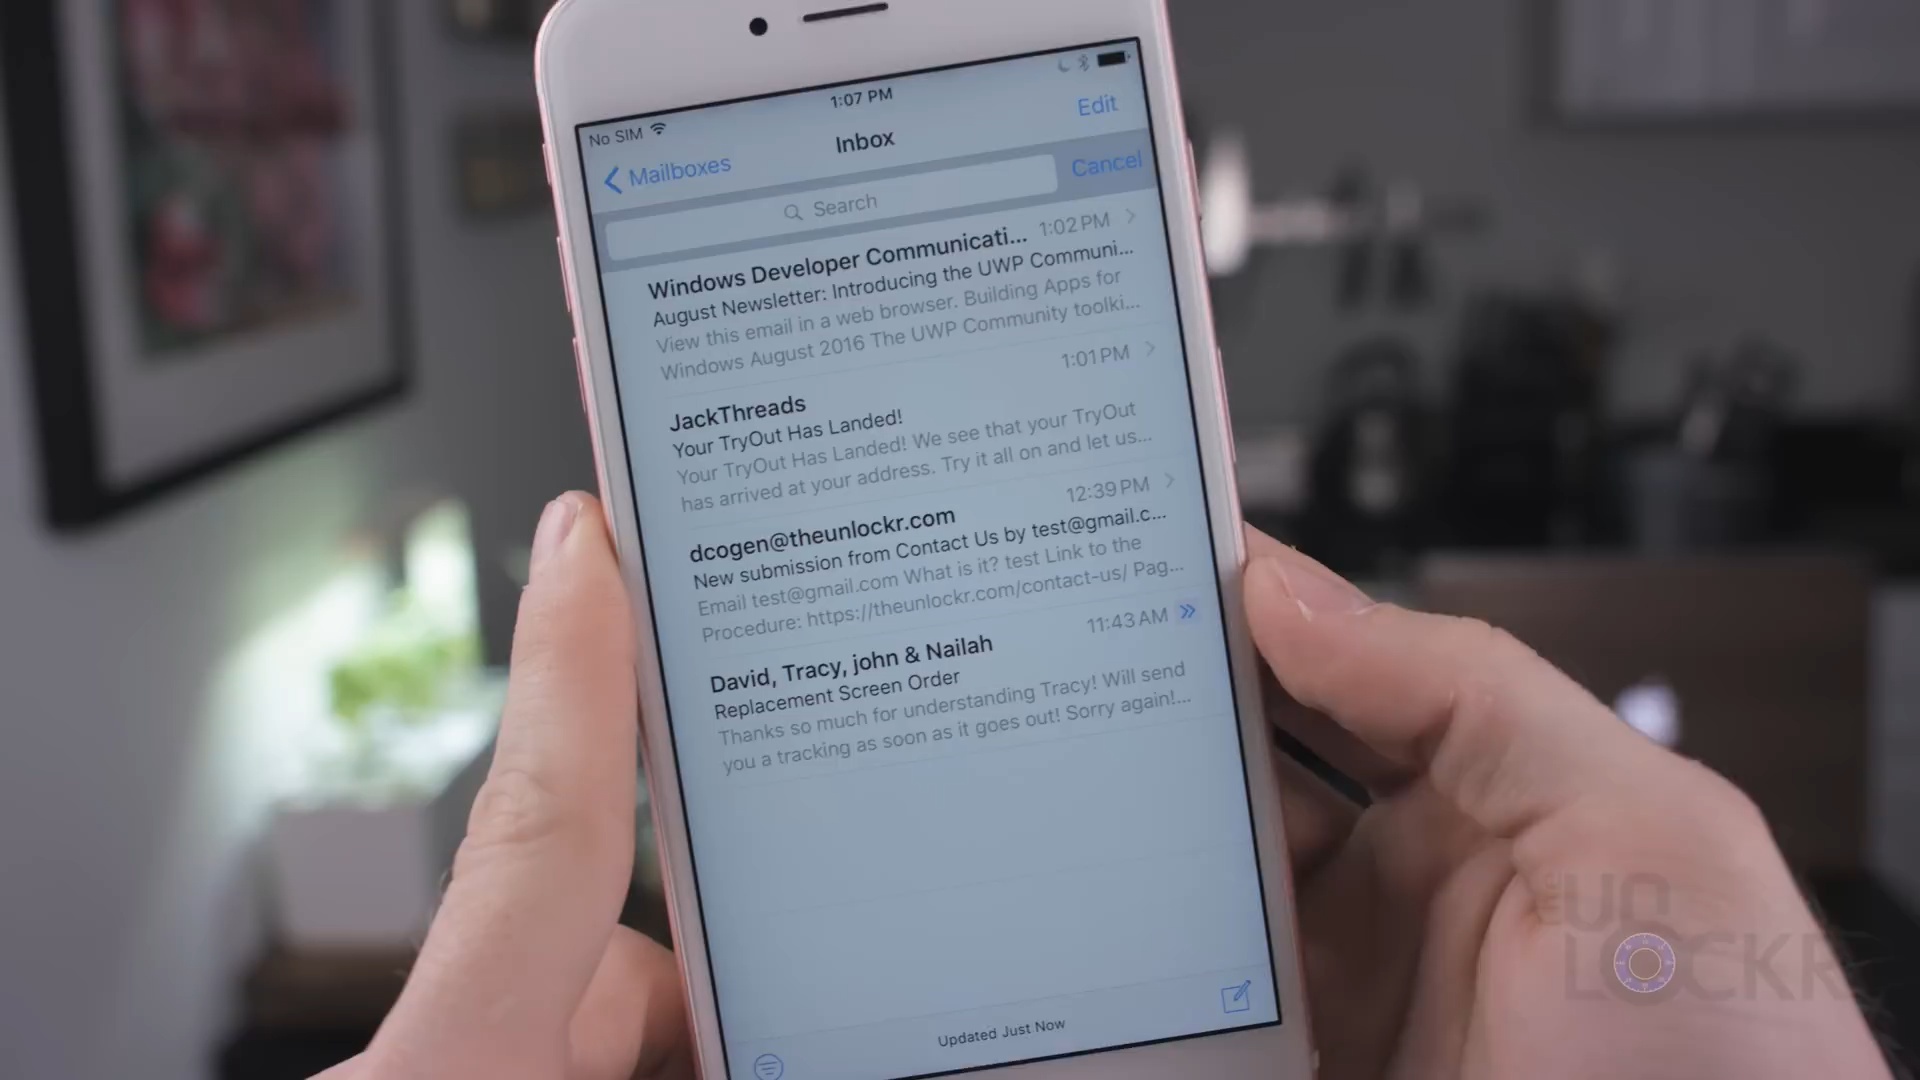 No SIM
1:07 PM
Mailboxes
Inbox
Edit
Search
Cancel
Windows Developer Communicati... 1:02 PM
August Newsletter: Introducing the UWP Communi...
View this email in a web browser. Building Apps for
Windows August 2016 The UWP Community toolki...
JackThreads 1:01 PM
Your TryOut Has Landed!
Your TryOut Has Landed! We see that your TryOut
has arrived at your address. Try it all on and let us...
dcogen@theunlockr.com 12:39 PM
New submission from Contact Us by test@gmail.c...
Email test@gmail.com What is it? test Link to the
Procedure: https://theunlockr.com/contact-us/ Pag...
David, Tracy, john & Nailah 11:43 AM
Replacement Screen Order
Thanks so much for understanding Tracy! Will send
you a tracking as soon as it goes out! Sorry again!...
Updated Just Now
the UN
LOCKR